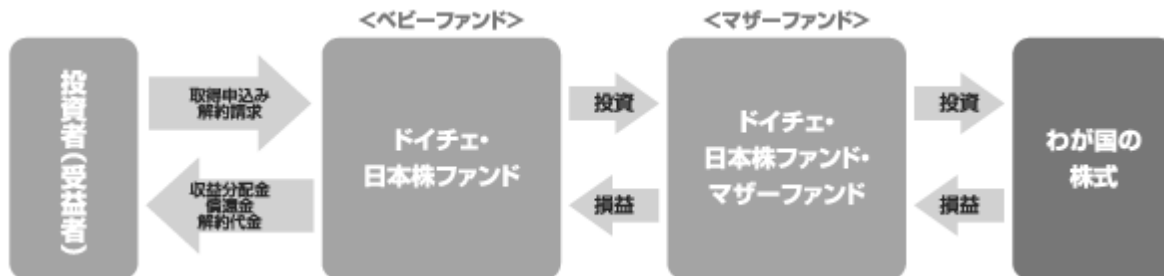 <ベビーファンド>
<マザーファンド>
投資者(受益者)
取得申込み
解約請求
収益分配金
償還金
解約代金
ドイチェ・
日本株ファンド
投資
損益
ドイチェ・
日本株ファンド・
マザーファンド
投資
損益
わが国の
株式